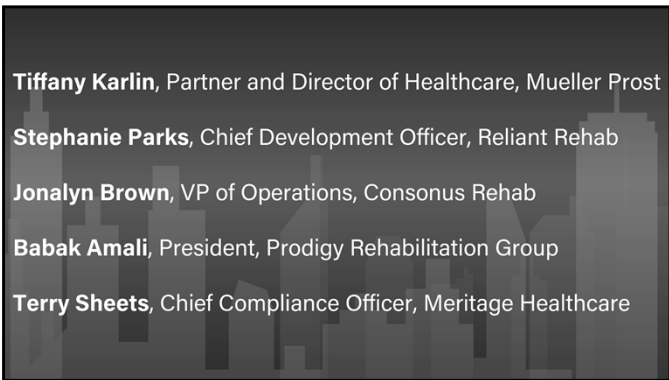 Tiffany Karlin, Partner and Director of Healthcare, Mueller Prost
Stephanie Parks, Chief Development Officer, Reliant Rehab
Jonalyn Brown, VP of Operations, Consonus Rehab
Babak Amali, President, Prodigy Rehabilitation Group
Terry Sheets, Chief Compliance Officer, Meritage Healthcare